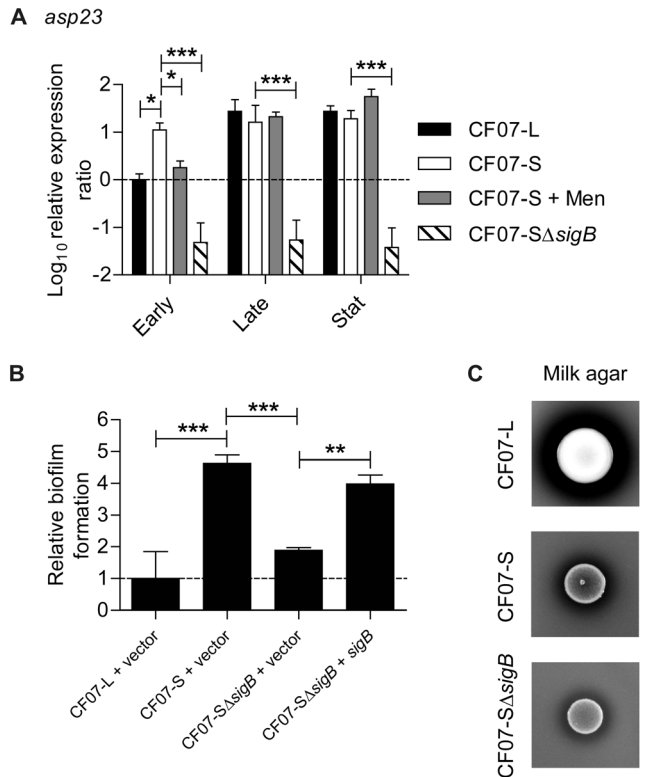 A asp23
Log10 relative expression
ratio
2
1
0
-1
-2
*
*
***
***
***
Early
Late
Stat
CF07-L
CF07-S
CF07-S + Men
CF07-SΔsigB
B
Relative biofilm
formation
6
5
4
3
2
1
0
***
***
**
CF07-L + vector
CF07-S + vector
CF07-SΔsigB + vector
CF07-SΔsigB + sigB
C
Milk agar
CF07-L
CF07-S
CF07-SΔsigB